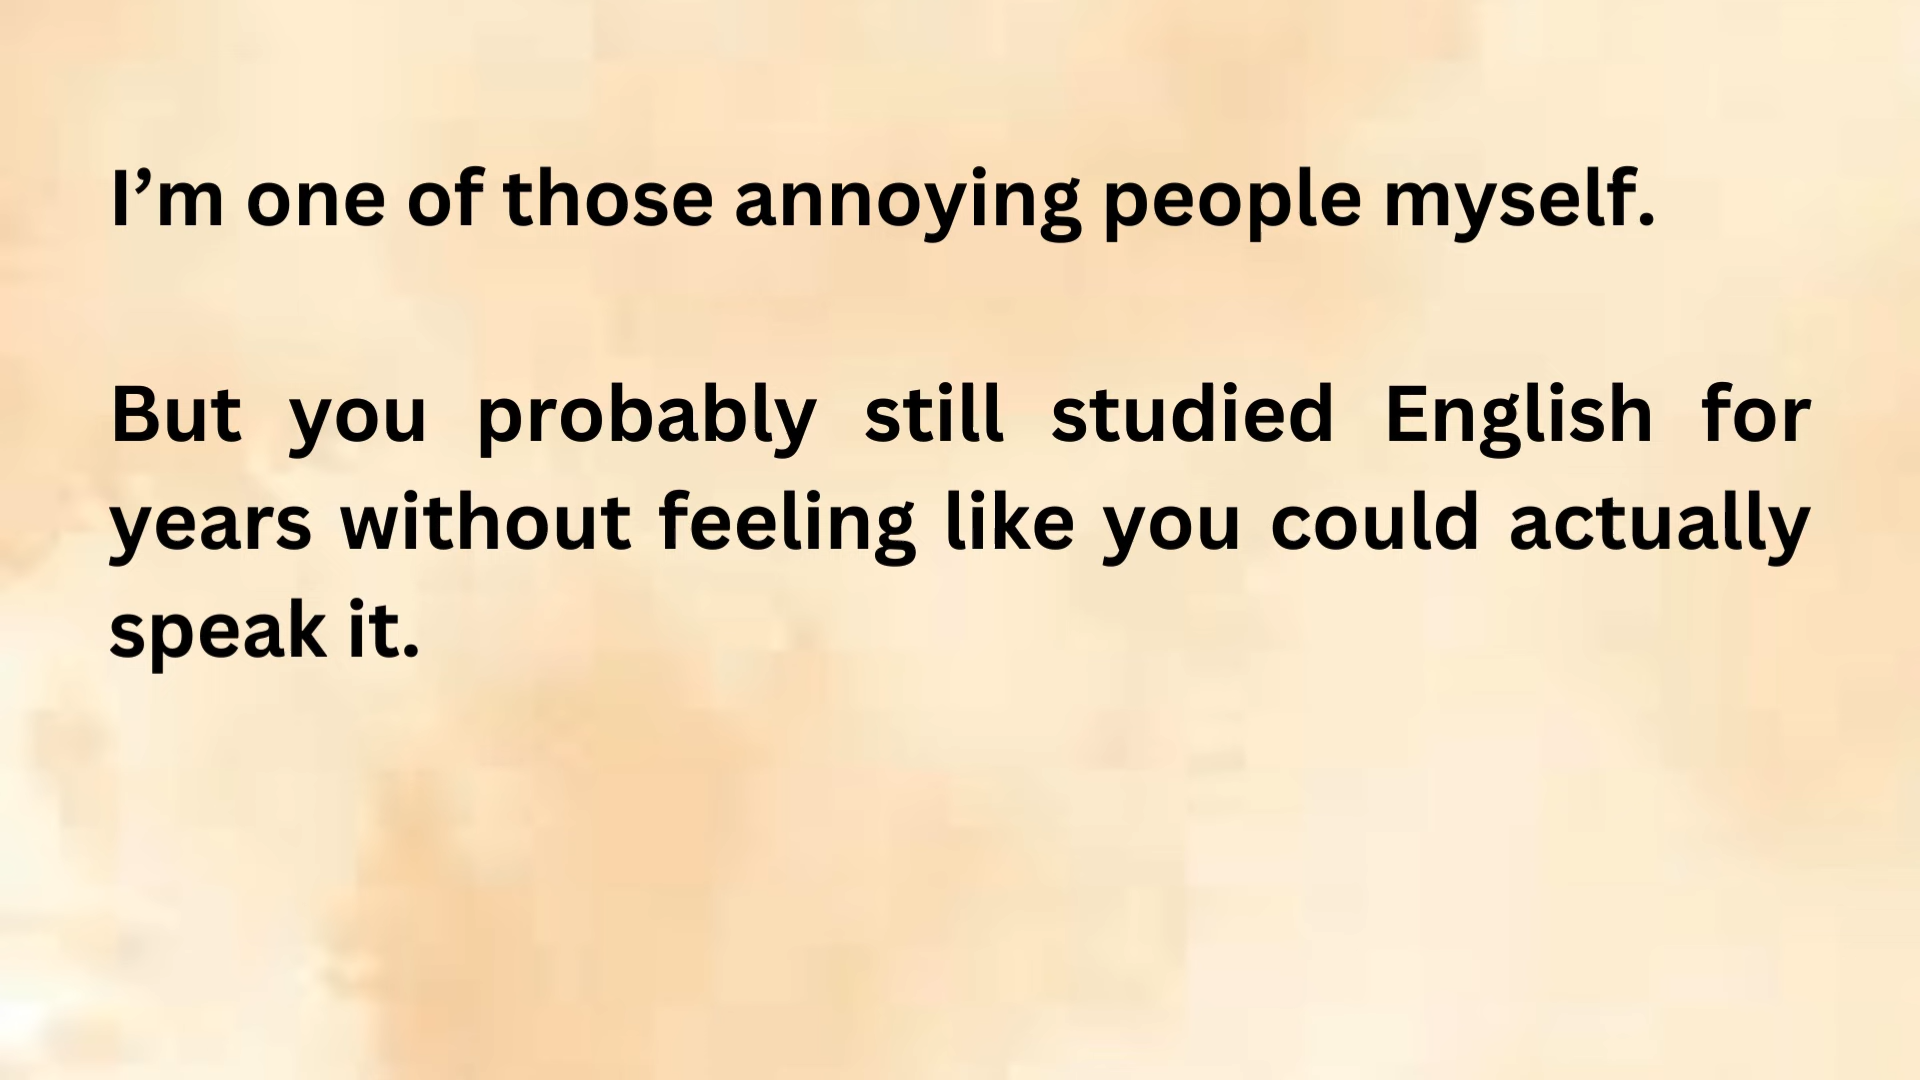 I’m one of those annoying people myself.
But you probably still studied English for
years without feeling like you could actually
speak it.